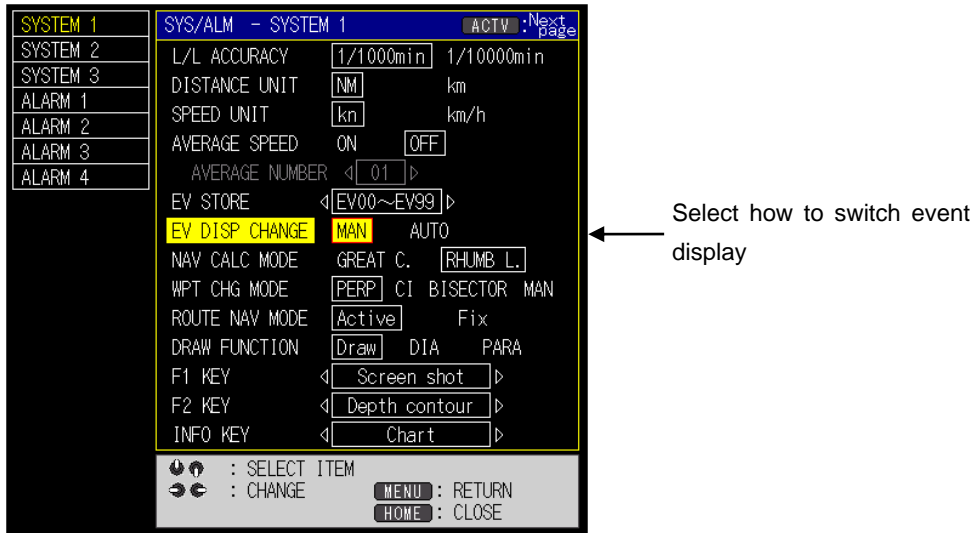 SYSTEM 1
SYSTEM 2
SYSTEM 3
ALARM 1
ALARM 2
ALARM 3
ALARM 4
SYS/ALM - SYSTEM 1 ACTV :Next page
L/L ACCURACY 1/1000min 1/10000min
DISTANCE UNIT NM km
SPEED UNIT kn km/h
AVERAGE SPEED ON OFF
AVERAGE NUMBER 01
EV STORE EV00～EV99
EV DISP CHANGE MAN AUTO
NAV CALC MODE GREAT C. RHUMB L.
WPT CHG MODE PERP CI BISECTOR MAN
ROUTE NAV MODE Active Fix
DRAW FUNCTION Draw DIA PARA
F1 KEY Screen shot
F2 KEY Depth contour
INFO KEY Chart
: SELECT ITEM
: CHANGE MENU : RETURN
HOME : CLOSE
Select how to switch event
display